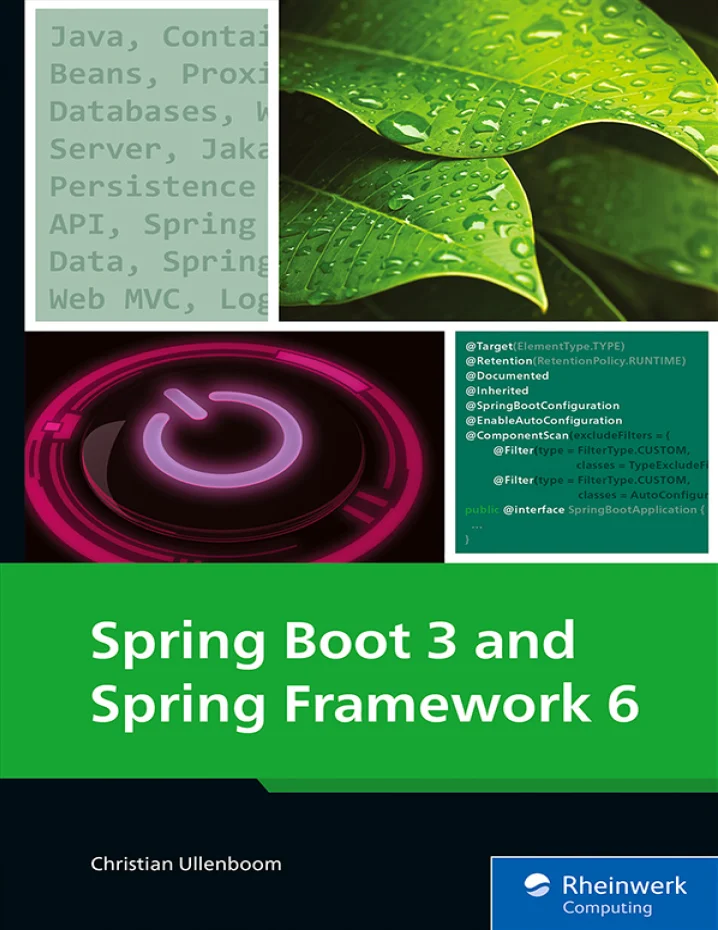 Java, Contai
Beans, Proxi
Databases, W
Server, Jaka
Persistence
API, Spring
Data, Spring
Web MVC, Log
@Target(ElementType.TYPE)
@Retention(RetentionPolicy.RUNTIME)
@Documented
@Inherited
@SpringBootConfiguration
@EnableAutoConfiguration
@ComponentScan(excludeFilters = {
@Filter(type = FilterType.CUSTOM,
classes = TypeExcludeFi
@Filter(type = FilterType.CUSTOM,
classes = AutoConfigur
public @interface SpringBootApplication {
...
}
Spring Boot 3 and
Spring Framework 6
Christian Ullenboom
Rheinwerk
Computing